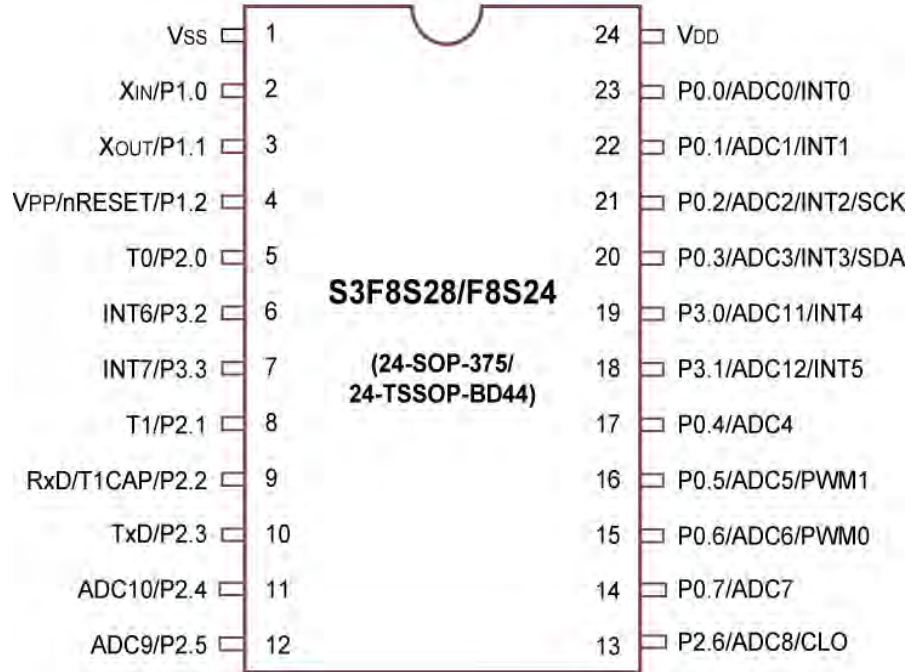 Vss 1 24 VDD
XIN/P1.0 2 23 P0.0/ADC0/INT0
XOUT/P1.1 3 22 P0.1/ADC1/INT1
VPP/nRESET/P1.2 4 21 P0.2/ADC2/INT2/SCK
T0/P2.0 5 20 P0.3/ADC3/INT3/SDA
S3F8S28/F8S24
INT6/P3.2 6 19 P3.0/ADC11/INT4
(24-SOP-375/
INT7/P3.3 7 18 P3.1/ADC12/INT5
24-TSSOP-BD44)
T1/P2.1 8 17 P0.4/ADC4
RxD/T1CAP/P2.2 9 16 P0.5/ADC5/PWM1
TxD/P2.3 10 15 P0.6/ADC6/PWM0
ADC10/P2.4 11 14 P0.7/ADC7
ADC9/P2.5 12 13 P2.6/ADC8/CLO